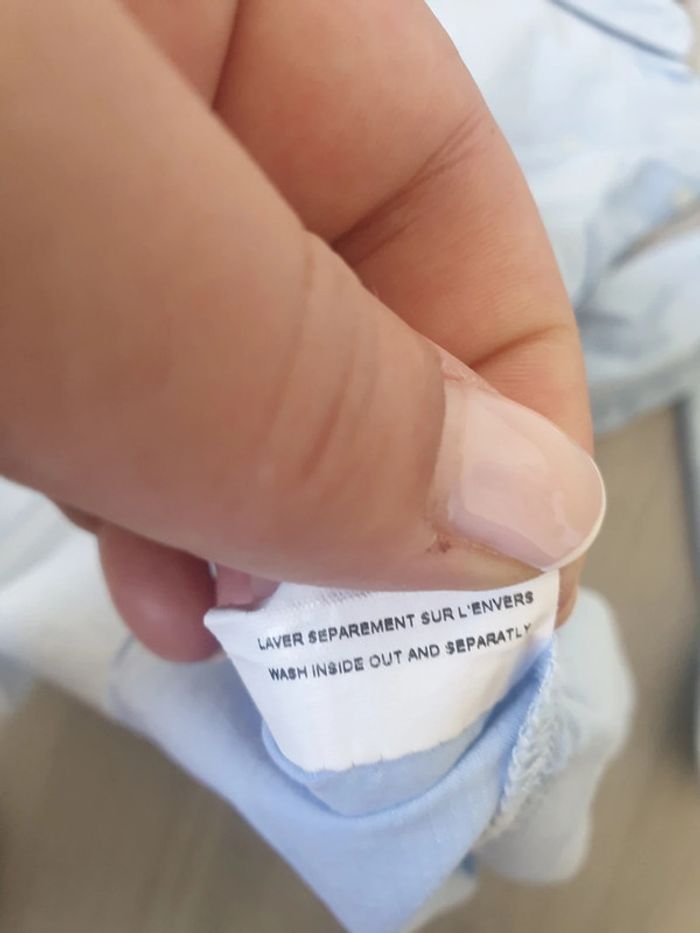 LAVER SEPAREMENT SUR L'ENVERS
WASH INSIDE OUT AND SEPARATLY